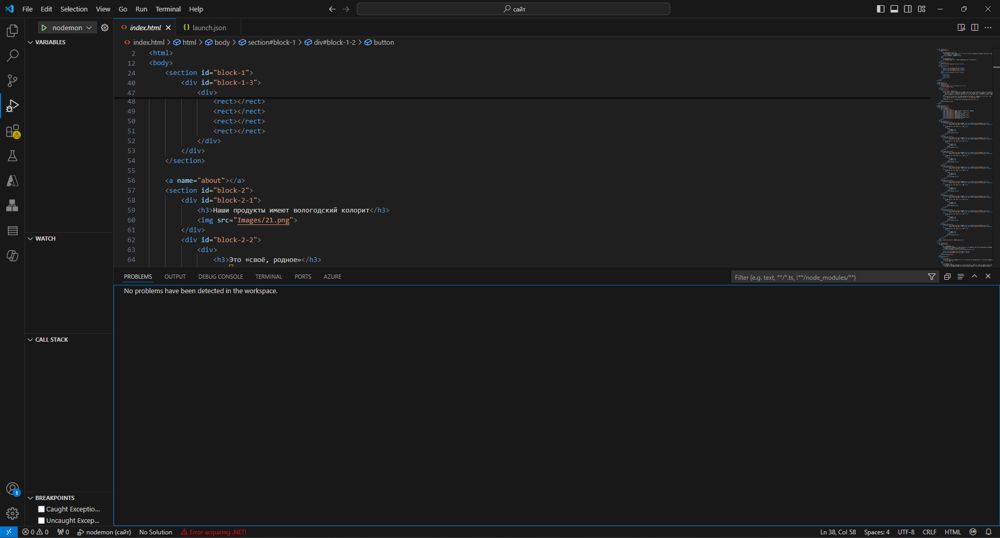 File Edit Selection View Go Run Terminal Help
сайт
nodemon
index.html
launch.json
VARIABLES
index.html > html > body > section#block-1 > div#block-1-2 > button
2 <html>
12 <body>
24 <section id="block-1">
40 <div id="block-1-3">
47 <div>
48 <rect></rect>
49 <rect></rect>
50 <rect></rect>
51 <rect></rect>
52 </div>
53 </div>
54 </section>
55
56 <a name="about"></a>
57 <section id="block-2">
58 <div id="block-2-1">
59 <h3>Наши продукты имеют вологодский колорит</h3>
60 <img src="Images/21.png">
61 </div>
62 <div id="block-2-2">
63 <div>
64 <h3>Это «своё, родное»</h3>
WATCH
CALL STACK
BREAKPOINTS
Caught Exceptio...
Uncaught Excep...
PROBLEMS OUTPUT DEBUG CONSOLE TERMINAL PORTS AZURE
Filter (e.g. text, **/*.ts, !**/node_modules/**)
No problems have been detected in the workspace.
1
0 0 0 nodemon (сайт) No Solution Error acquiring .NET!
Ln 38, Col 58 Spaces: 4 UTF-8 CRLF HTML